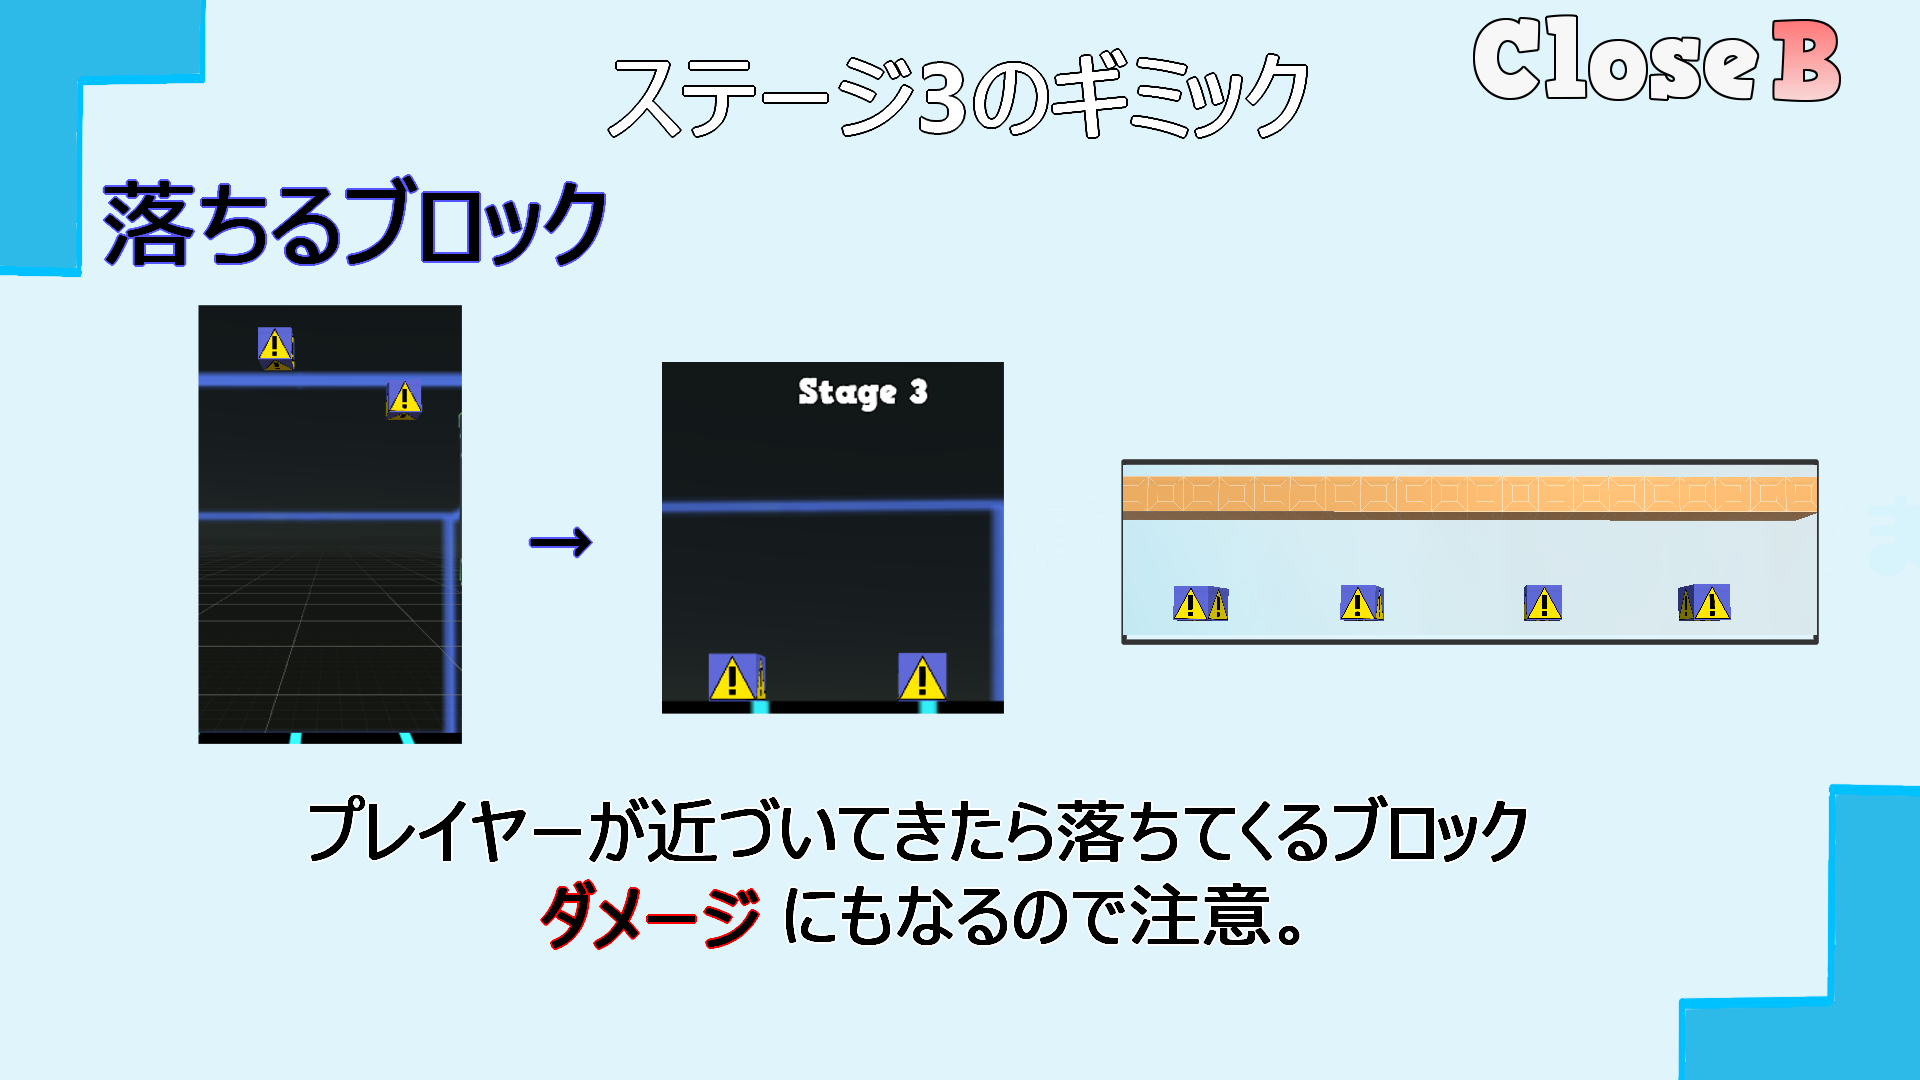 ステージ3のギミック
Close B
落ちるブロック
→
Stage 3
プレイヤーが近づいてきたら落ちてくるブロック
ダメージ にもなるので注意。